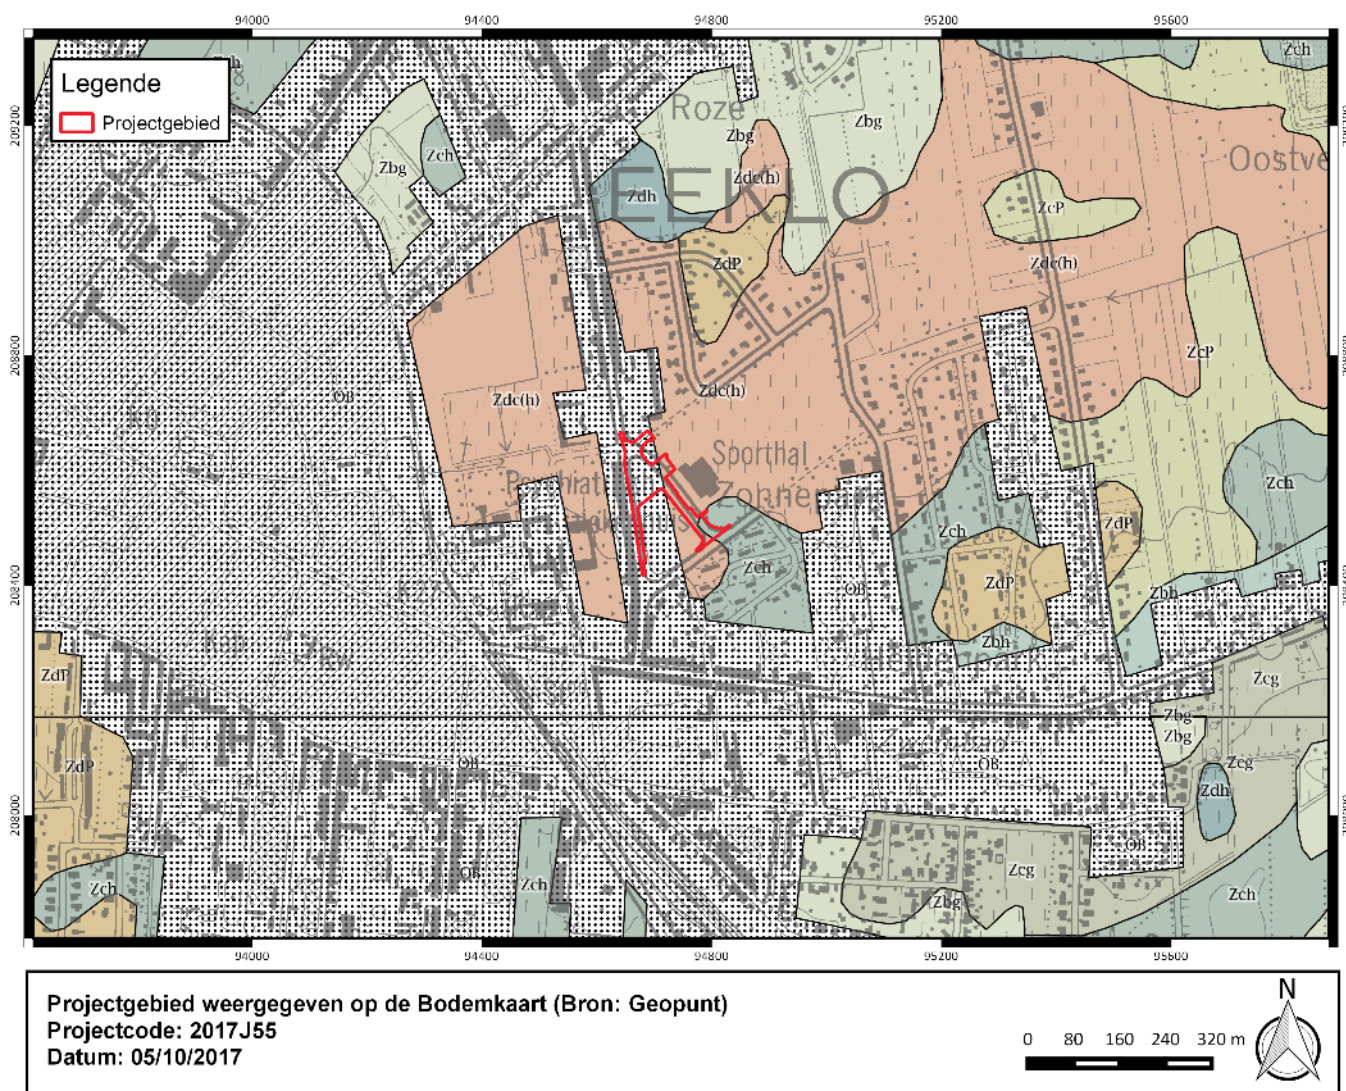 94000 94400 94800 95200 95600
Legende
Projectgebied
Zch
Zch
Roze
Zbg
Zbg
Zbg
Zch
209200
Oostve
Zdc(h)
Zdh
EEKLO
ZcP
ZdP
Zdc(h)
208800
ZcP
Zdc(h)
Zdc(h)
OB
Sporthal
Zch
Zch
ZdP
208400
Zch
OB
ZdP
Zbh
Zbh
ZdP
Zcg
Zbg
Zbg
ZdP
OB
OB
Zcg
Zdh
208000
OB
OB
Zcg
Zch
Zch
Zbg
Zch
94000 94400 94800 95200 95600
Projectgebied weergegeven op de Bodemkaart (Bron: Geopunt)
Projectcode: 2017J55
Datum: 05/10/2017
N
0 80 160 240 320 m